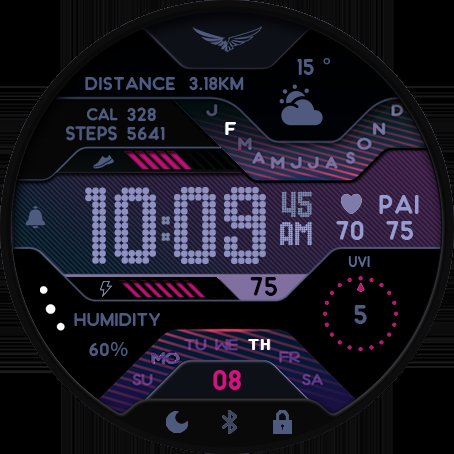 15 °
DISTANCE 3.18KM
CAL 328
STEPS 5641
J F M A M J J A S O N D
10:09 45 AM
PAI
70 75
75
UVI
5
HUMIDITY
60%
SU MO TU WE TH FR SA
08